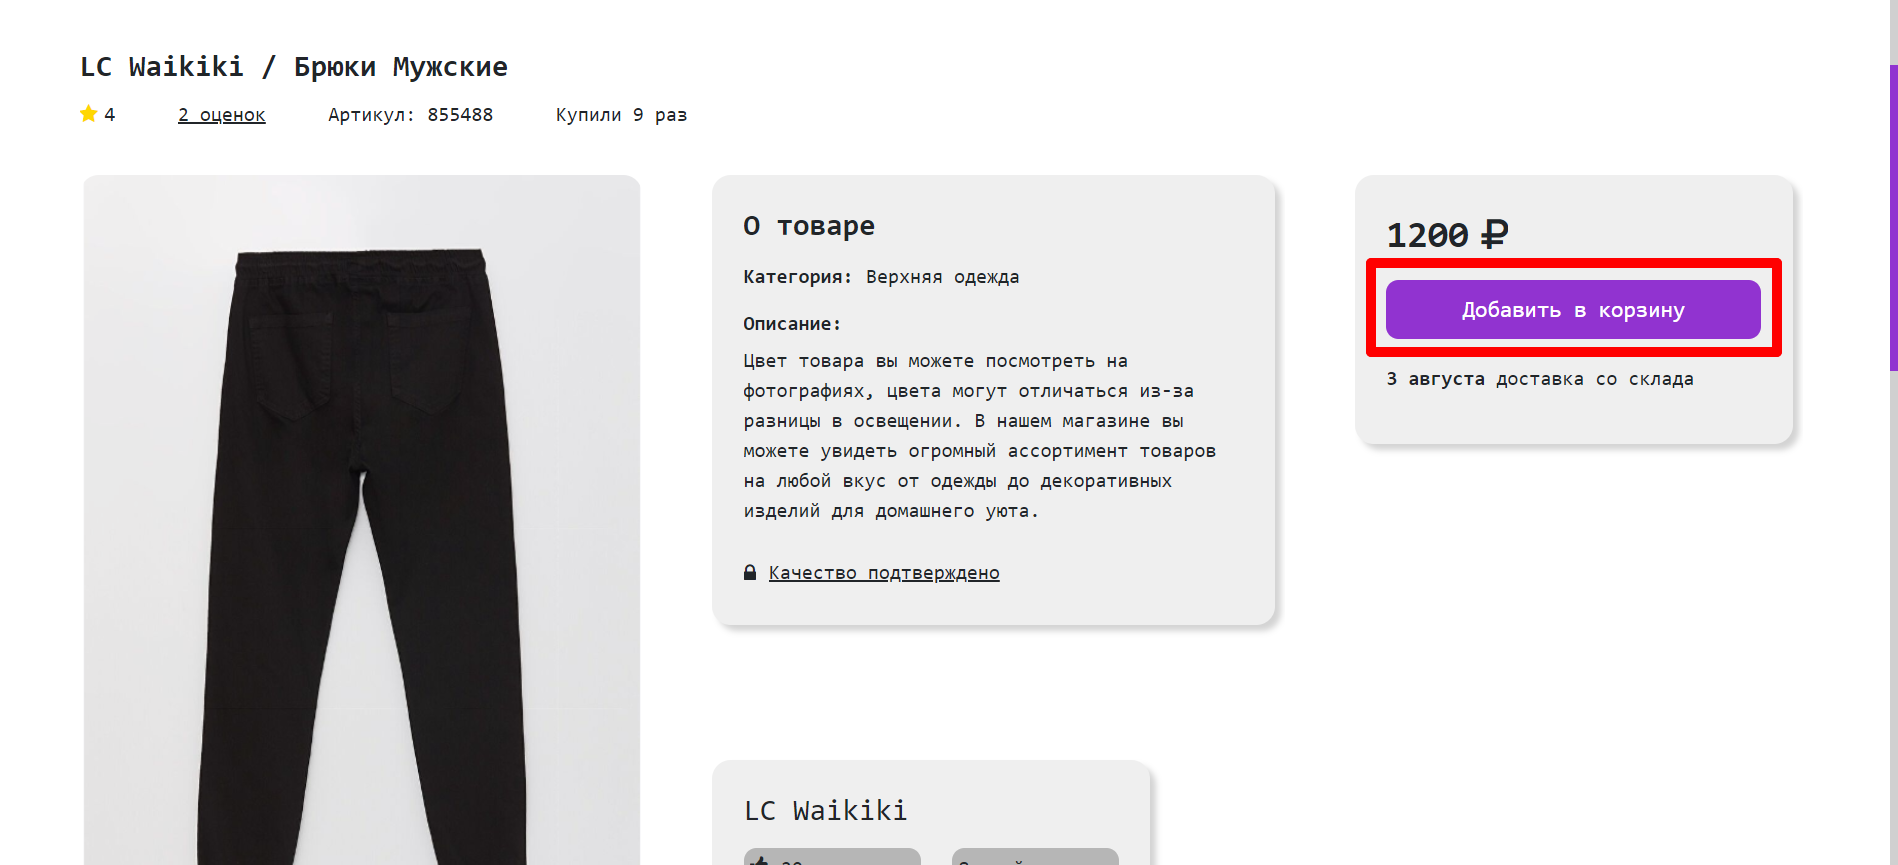 LC Waikiki / Брюки Мужские
4 2 оценок Артикул: 855488 Купили 9 раз
О товаре
Категория: Верхняя одежда
Описание:
Цвет товара вы можете посмотреть на
фотографиях, цвета могут отличаться из-за
разницы в освещении. В нашем магазине вы
можете увидеть огромный ассортимент товаров
на любой вкус от одежды до декоративных
изделий для домашнего уюта.
Качество подтверждено
1200 ₽
Добавить в корзину
3 августа доставка со склада
LC Waikiki